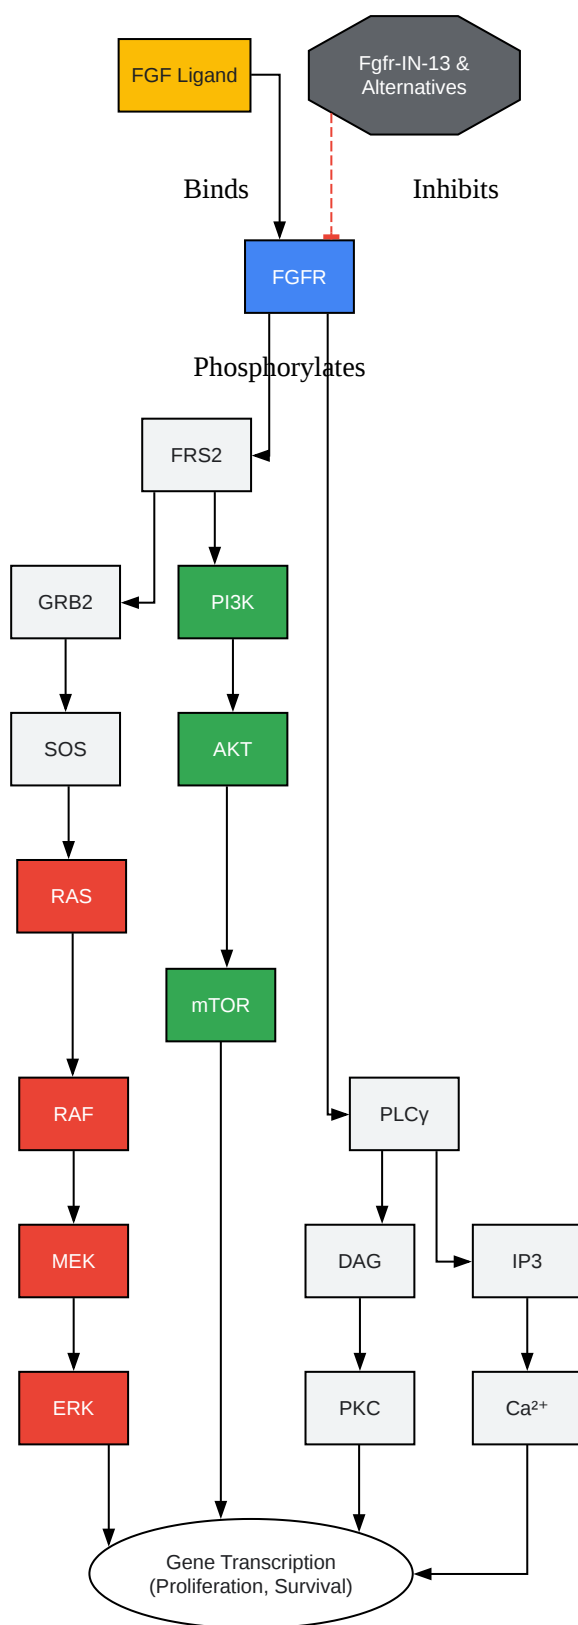 FGF Ligand
Fgfr-IN-13 &
Alternatives
Binds
Inhibits
FGFR
Phosphorylates
FRS2
GRB2
PI3K
SOS
AKT
RAS
mTOR
RAF
PLCγ
MEK
DAG
IP3
ERK
PKC
Ca²⁺
Gene Transcription
(Proliferation, Survival)